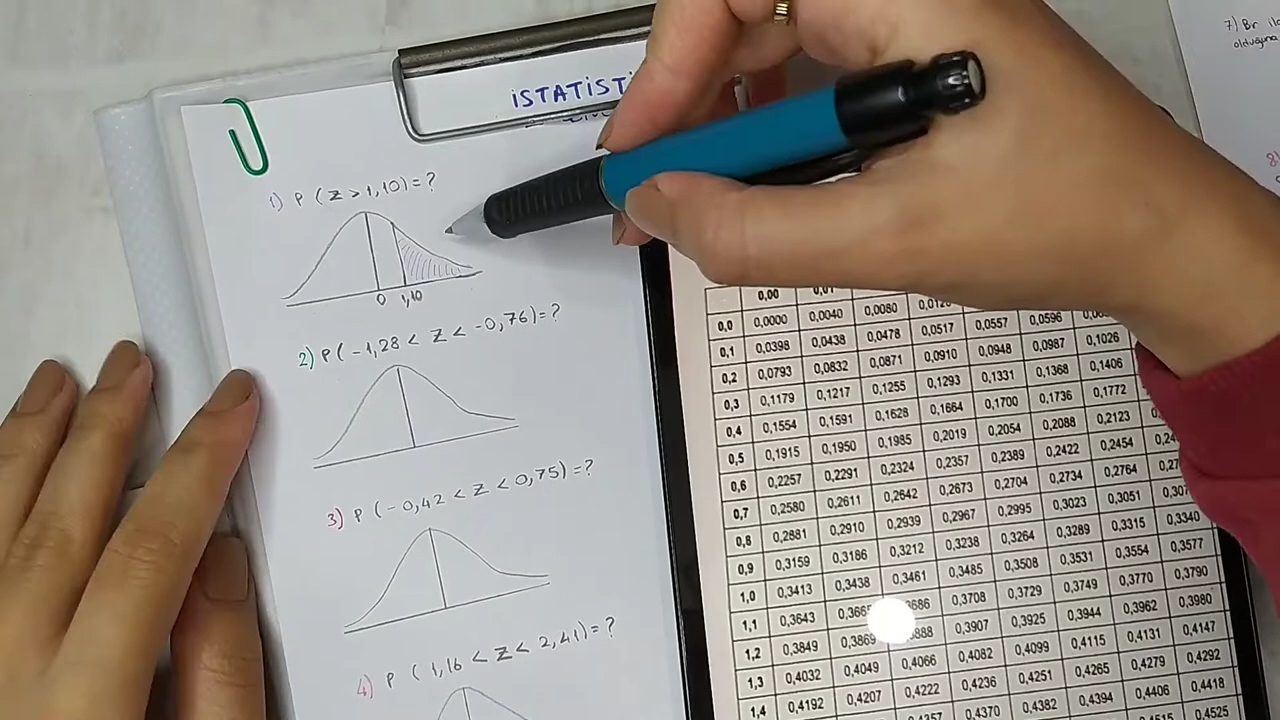 İSTATİSTİ
1) P (Z > 1,10) = ?
0 1,10
2) P (-1,28 < Z < -0,76) = ?
3) P (-0,42 < Z < 0,75) = ?
4) P (1,16 < Z < 2,41) = ?
7) Bir
olduğuna
0,00 0,01
0,0 0,0000 0,0040 0,0080
0,1 0,0398 0,0438 0,0478 0,0517 0,0557 0,0596
0,2 0,0793 0,0832 0,0871 0,0910 0,0948 0,0987 0,1026
0,3 0,1179 0,1217 0,1255 0,1293 0,1331 0,1368 0,1406
0,4 0,1554 0,1591 0,1628 0,1664 0,1700 0,1736 0,1772
0,5 0,1915 0,1950 0,1985 0,2019 0,2054 0,2088 0,2123
0,6 0,2257 0,2291 0,2324 0,2357 0,2389 0,2422 0,2454
0,7 0,2580 0,2611 0,2642 0,2673 0,2704 0,2734 0,2764
0,8 0,2881 0,2910 0,2939 0,2967 0,2995 0,3023 0,3051
0,9 0,3159 0,3186 0,3212 0,3238 0,3264 0,3289 0,3315 0,3340
1,0 0,3413 0,3438 0,3461 0,3485 0,3508 0,3531 0,3554 0,3577
1,1 0,3643 0,3708 0,3729 0,3749 0,3770 0,3790
1,2 0,3849 0,3869 0,3907 0,3925 0,3944 0,3962 0,3980
1,3 0,4032 0,4049 0,4066 0,4082 0,4099 0,4115 0,4131 0,4147
1,4 0,4192 0,4207 0,4222 0,4236 0,4251 0,4265 0,4279 0,4292
0,4357 0,4370 0,4382 0,4394 0,4406 0,4418
0,4515 0,4525